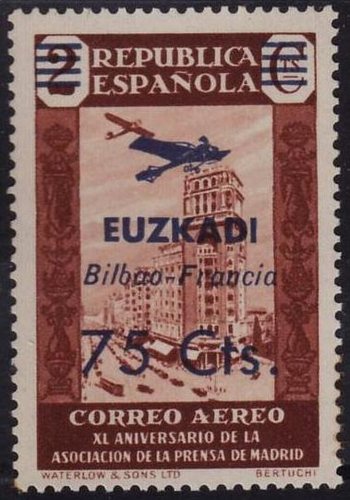 2 REPUBLICA CTS
ESPAÑOLA
EUZKADI
Bilbao-Francia
75 Cts.
CORREO AEREO
XL ANIVERSARIO DE LA
ASOCIACION DE LA PRENSA DE MADRID
WATERLOW & SONS LTD BERTUCHI